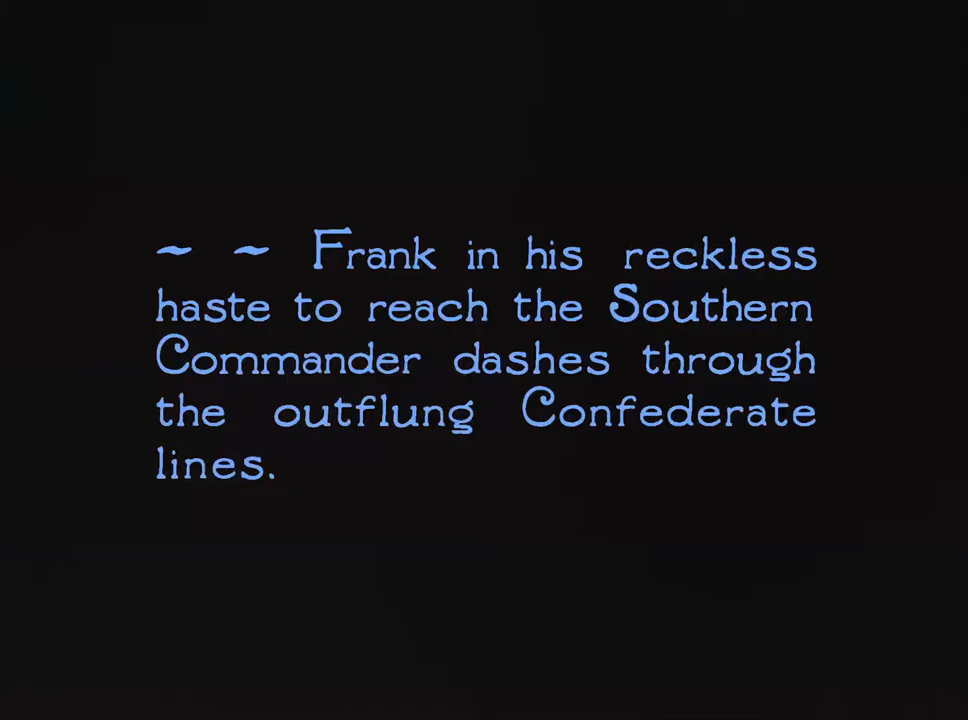 ~ ~ Frank in his reckless
haste to reach the Southern
Commander dashes through
the outflung Confederate
lines.